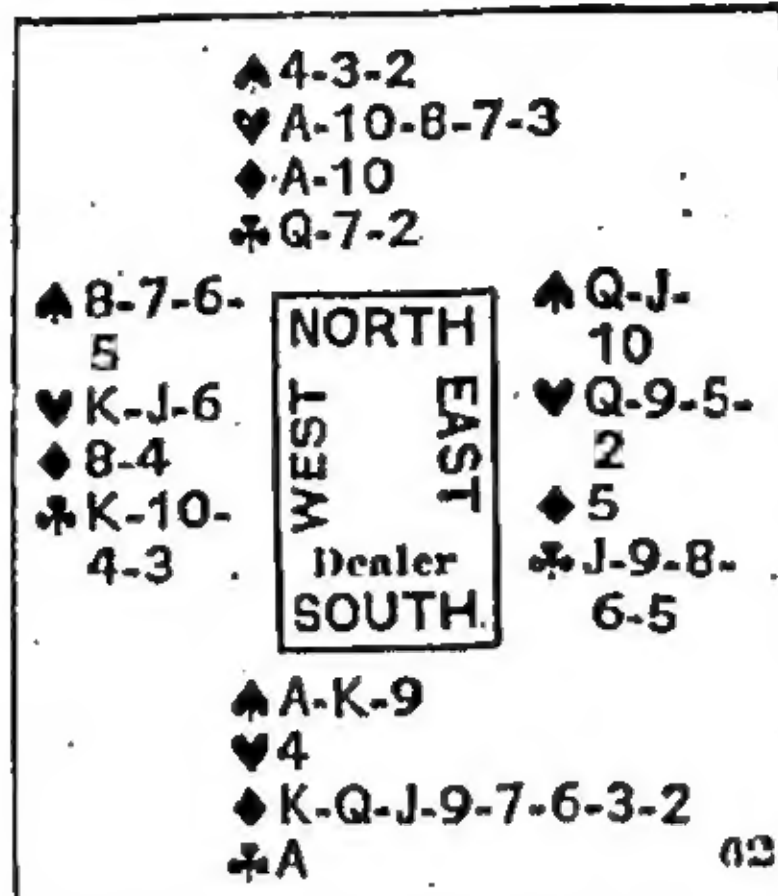 ♠ 4-3-2
♥ A-10-8-7-3
♦ A-10
♣ Q-7-2
♠ 8-7-6-
5
♥ K-J-6
♦ 8-4
♣ K-10-
4-3
NORTH
WEST
EAST
Dealer
SOUTH
♠ Q-J-
10
♥ Q-9-5-
2
♦ 5
♣ J-9-8-
6-5
♠ A-K-9
♥ 4
♦ K-Q-J-9-7-6-3-2
♣ A